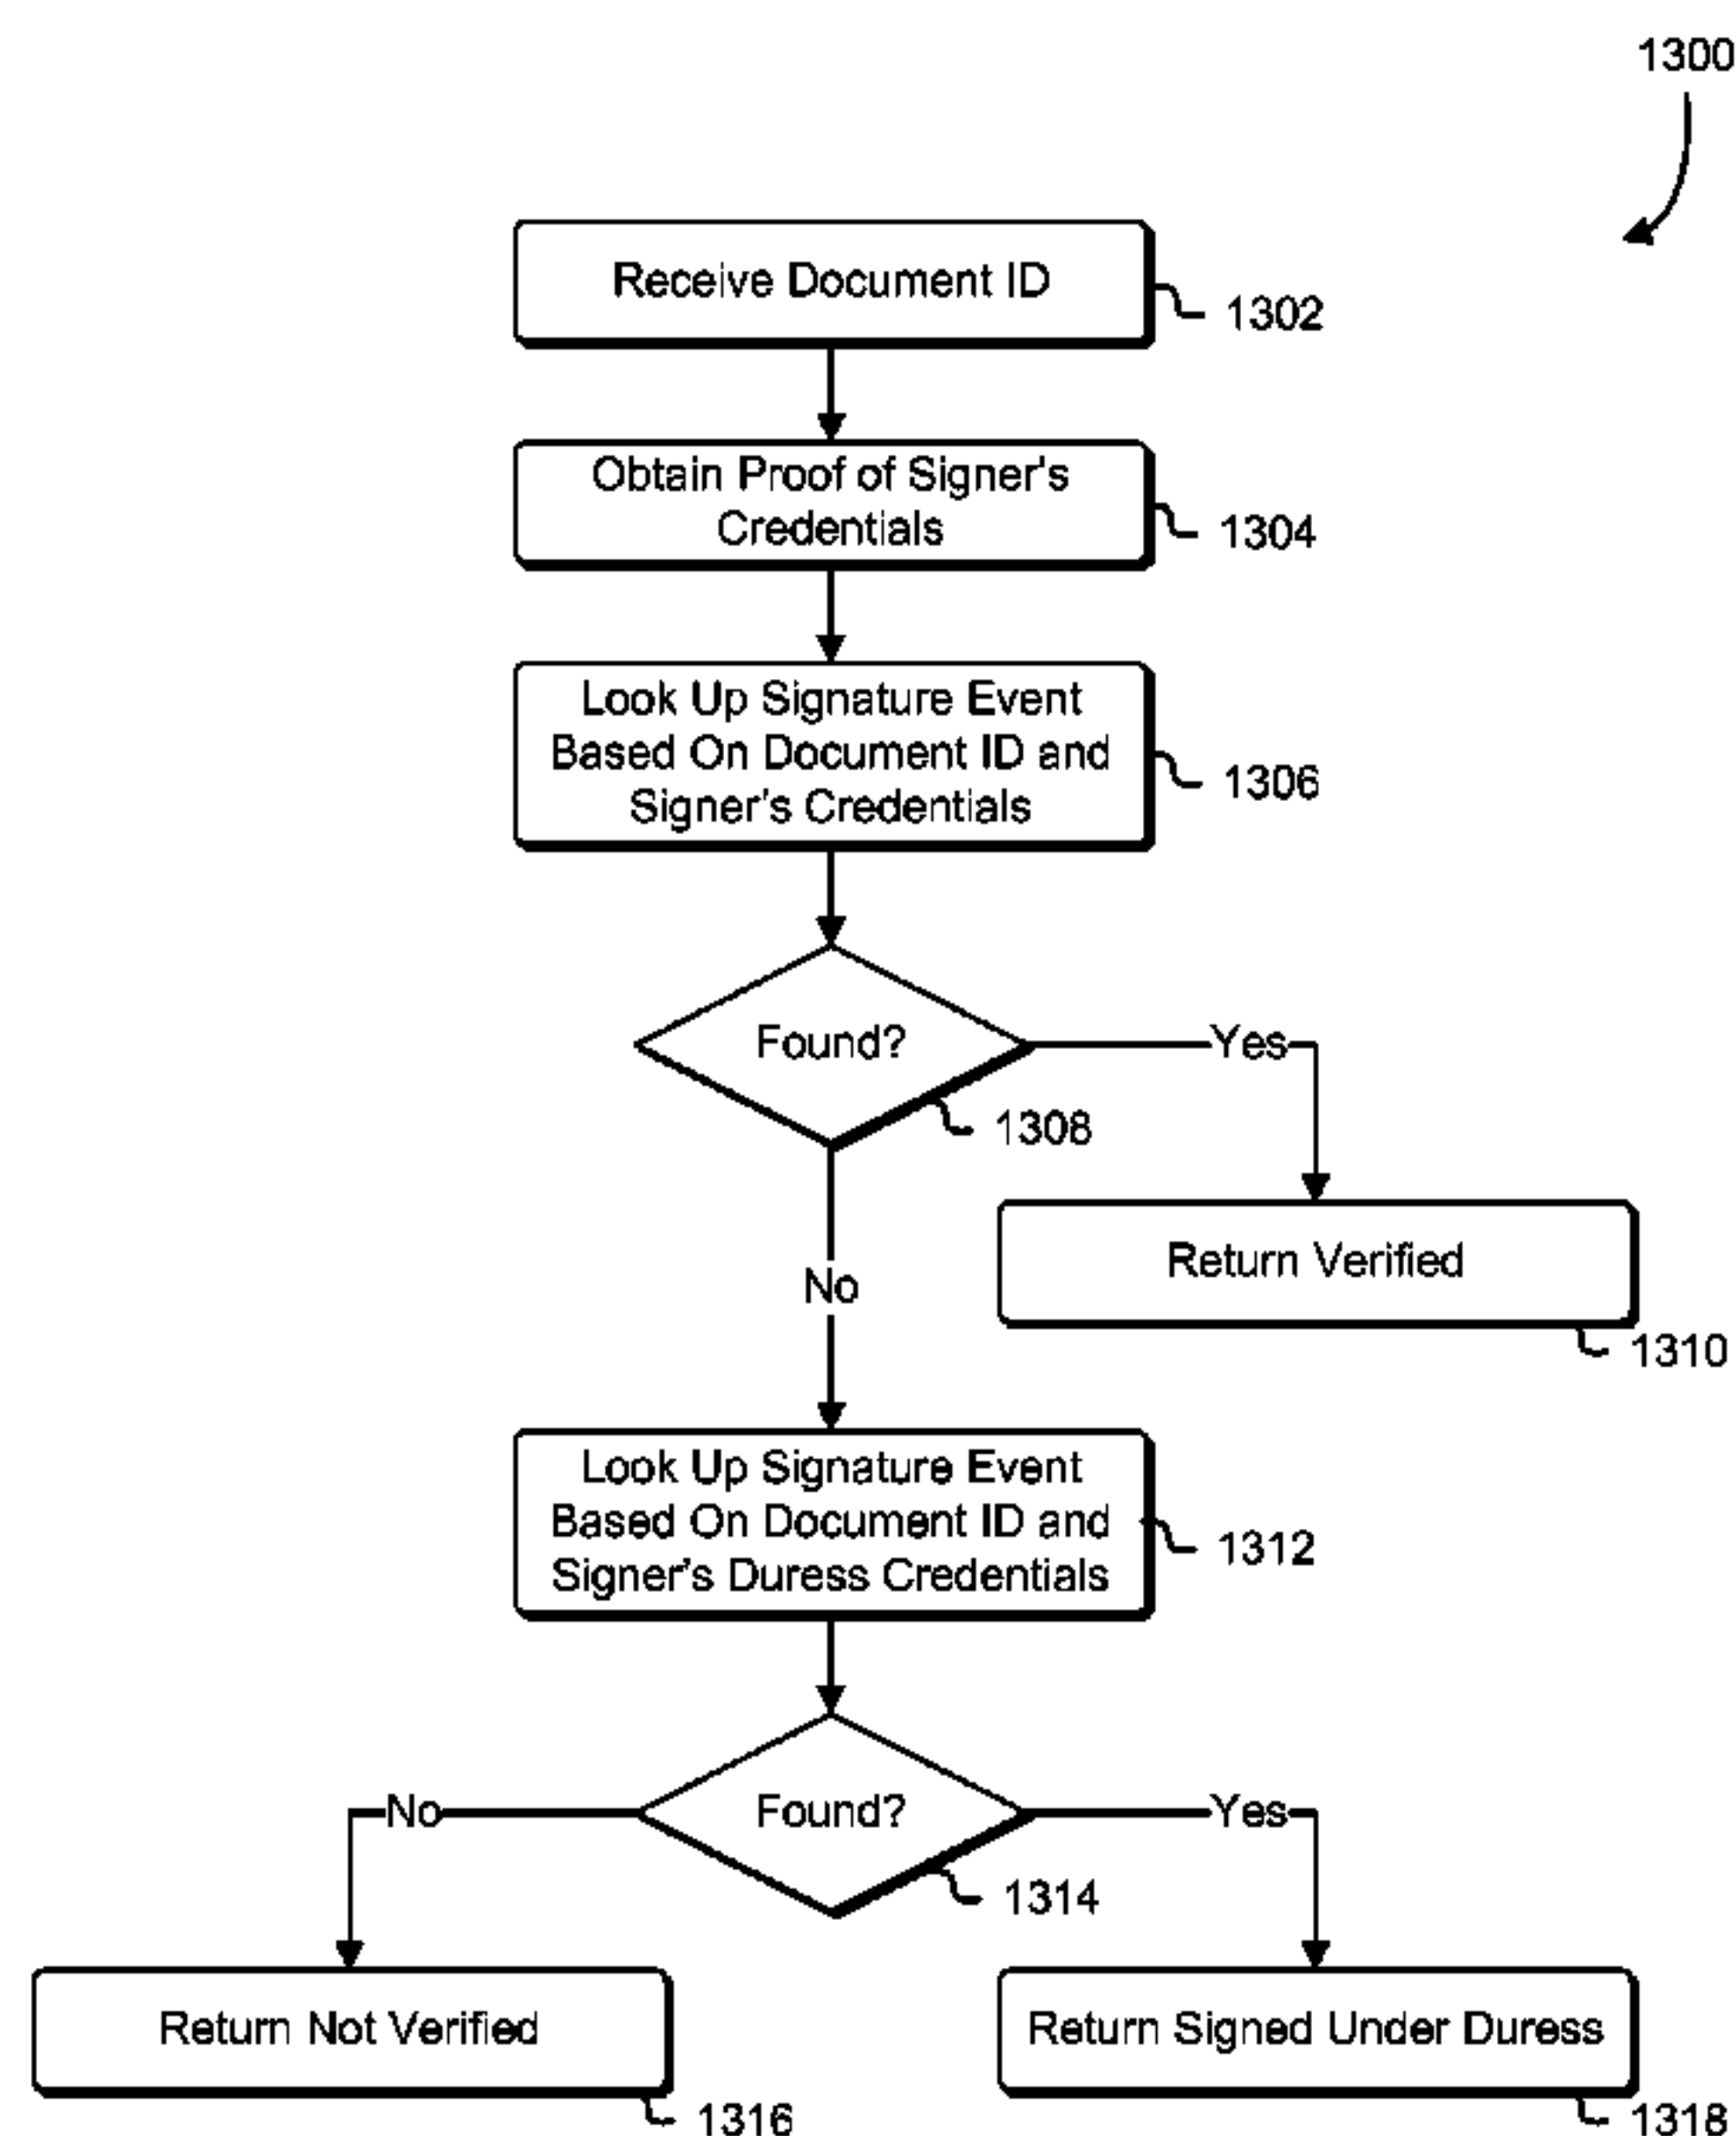 1300
Receive Document ID
1302
Obtain Proof of Signer's
Credentials
1304
Look Up Signature Event
Based On Document ID and
Signer's Credentials
1306
Found?
Yes
1308
Return Verified
No
1310
Look Up Signature Event
Based On Document ID and
Signer's Duress Credentials
1312
No
Found?
Yes
1314
Return Not Verified
Return Signed Under Duress
1316
1318